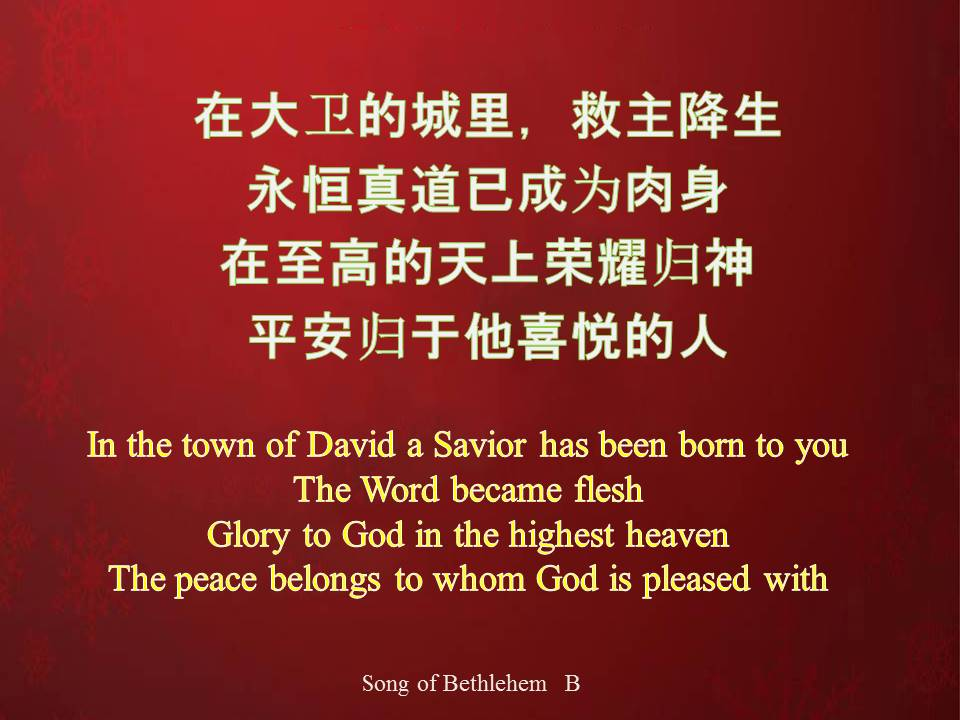 在大卫的城里，救主降生
永恒真道已成为肉身
在至高的天上荣耀归神
平安归于他喜悦的人
In the town of David a Savior has been born to you
The Word became flesh
Glory to God in the highest heaven
The peace belongs to whom God is pleased with
Song of Bethlehem B